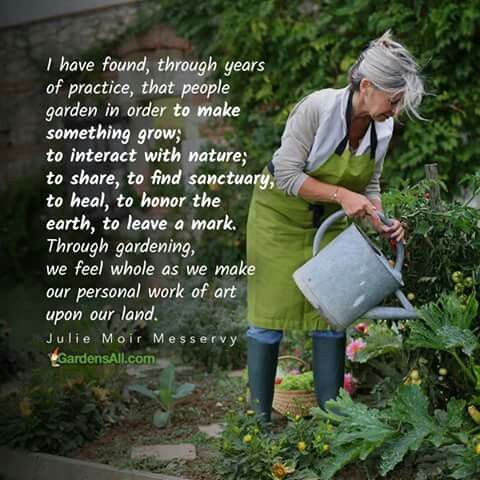 I have found, through years
of practice, that people
garden in order to make
something grow;
to interact with nature;
to share, to find sanctuary,
to heal, to honor the
earth, to leave a mark.
Through gardening,
we feel whole as we make
our personal work of art
upon our land.
Julie Moir Messervy
GardensAll.com